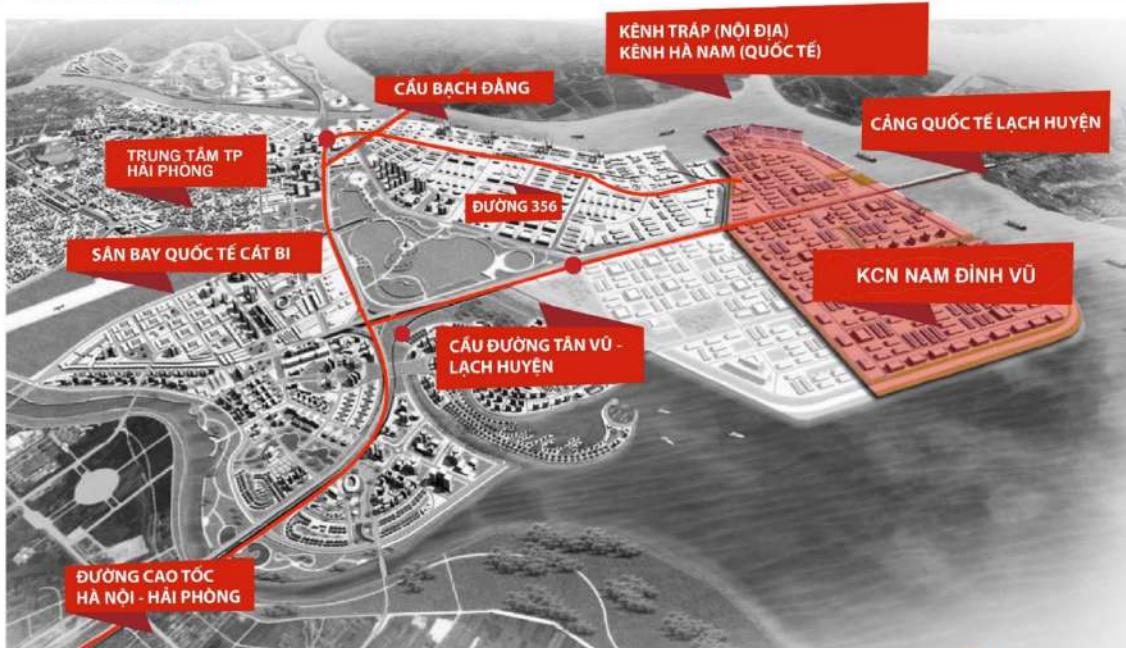 KÊNH TRÁP (NỘI ĐỊA)
KÊNH HÀ NAM (QUỐC TẾ)
CẦU BẠCH ĐẰNG
CẢNG QUỐC TẾ LẠCH HUYỆN
TRUNG TÂM TP
HẢI PHÒNG
ĐƯỜNG 356
SÂN BAY QUỐC TẾ CÁT BI
KCN NAM ĐÌNH VŨ
CẦU ĐƯỜNG TÂN VŨ -
LẠCH HUYỆN
ĐƯỜNG CAO TỐC
HÀ NỘI - HẢI PHÒNG